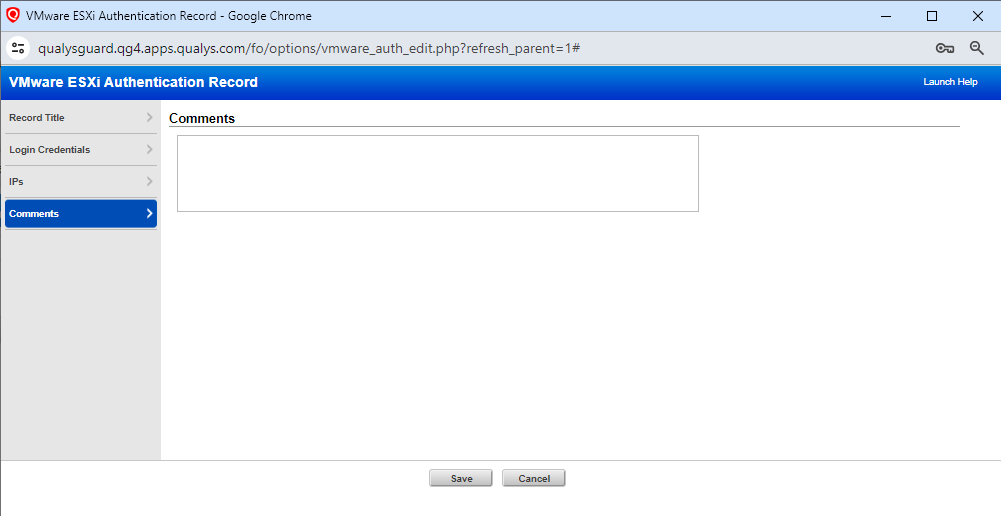 VMware ESXi Authentication Record - Google Chrome
qualysguard.qg4.apps.qualys.com/fo/options/vmware_auth_edit.php?refresh_parent=1#
VMware ESXi Authentication Record
Launch Help
Record Title
Login Credentials
IPs
Comments
Comments
Save
Cancel